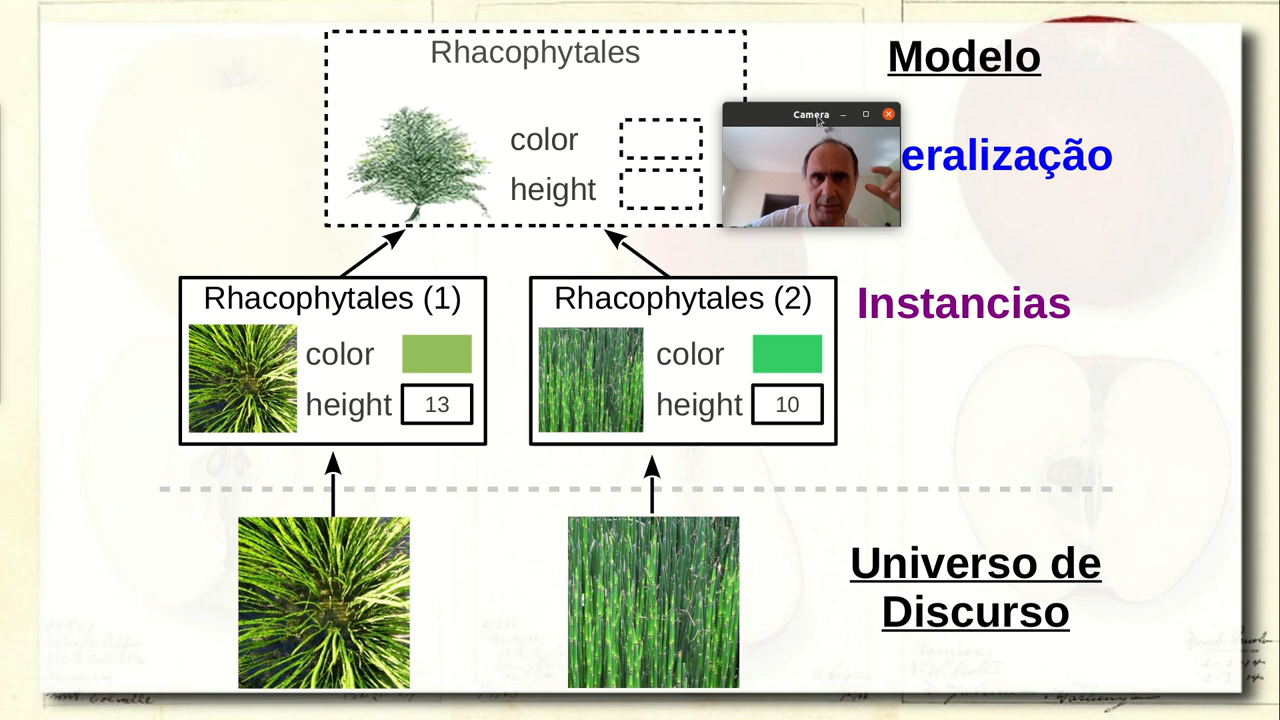 Rhacophytales
Modelo
color
height
Camera
eralização
Rhacophytales (1)
color
height 13
Rhacophytales (2)
color
height 10
Instancias
Universo de
Discurso